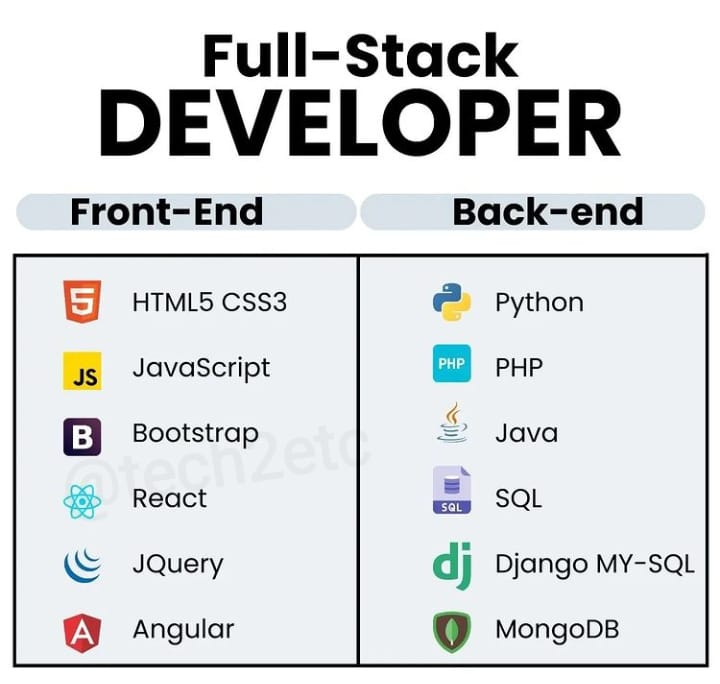 Full-Stack
DEVELOPER
Front-End
Back-end
5 HTML5 CSS3
JS JavaScript
B Bootstrap
React
JQuery
A Angular
Python
PHP PHP
Java
SQL SQL
dj Django MY-SQL
MongoDB
@tech2etc